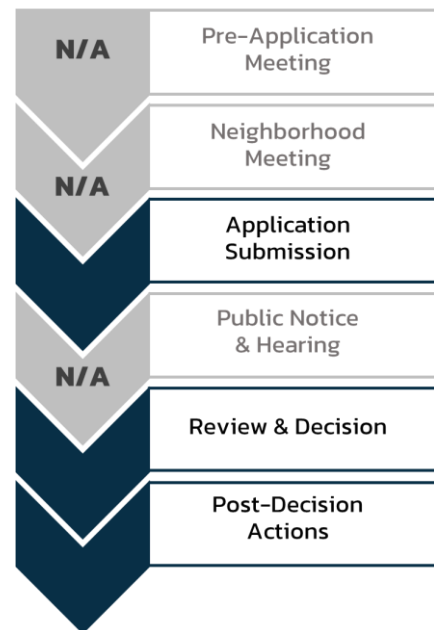 N/A
Pre-Application
Meeting
Neighborhood
Meeting
N/A
Application
Submission
Public Notice
& Hearing
N/A
Review & Decision
Post-Decision
Actions